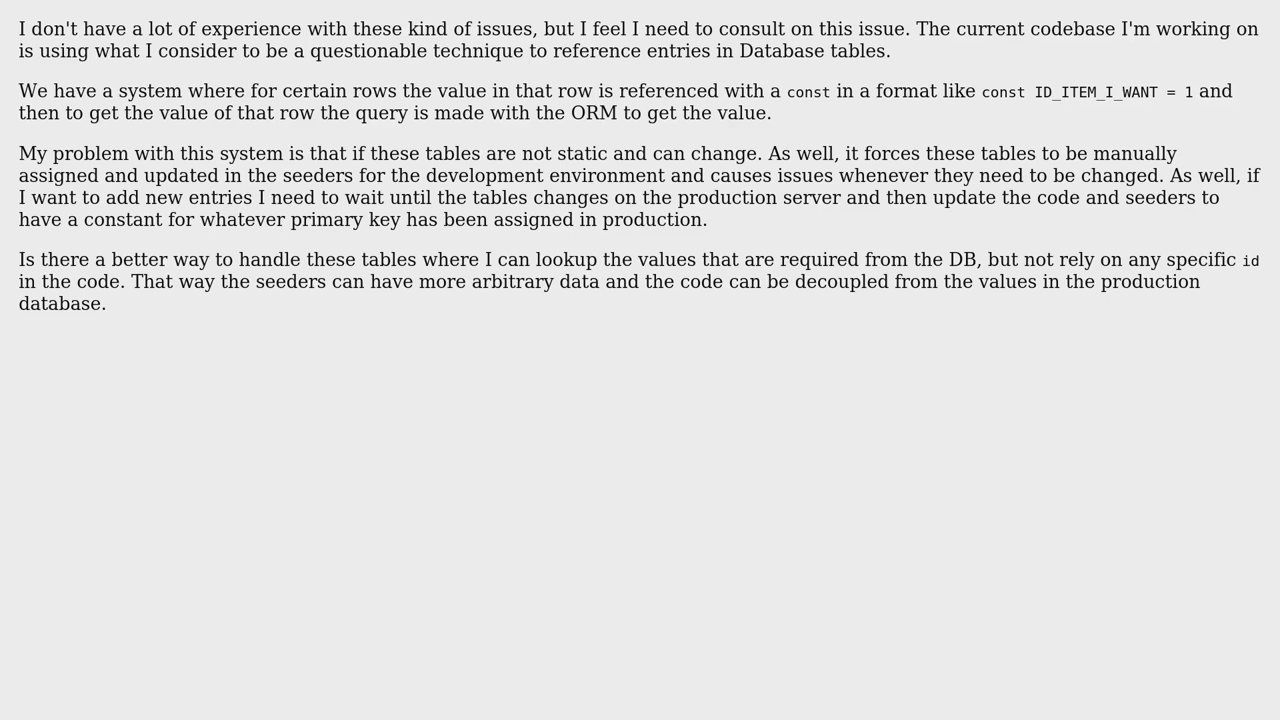 I don't have a lot of experience with these kind of issues, but I feel I need to consult on this issue. The current codebase I'm working on
is using what I consider to be a questionable technique to reference entries in Database tables.
We have a system where for certain rows the value in that row is referenced with a const in a format like const ID_ITEM_I_WANT = 1 and
then to get the value of that row the query is made with the ORM to get the value.
My problem with this system is that if these tables are not static and can change. As well, it forces these tables to be manually
assigned and updated in the seeders for the development environment and causes issues whenever they need to be changed. As well, if
I want to add new entries I need to wait until the tables changes on the production server and then update the code and seeders to
have a constant for whatever primary key has been assigned in production.
Is there a better way to handle these tables where I can lookup the values that are required from the DB, but not rely on any specific id
in the code. That way the seeders can have more arbitrary data and the code can be decoupled from the values in the production
database.